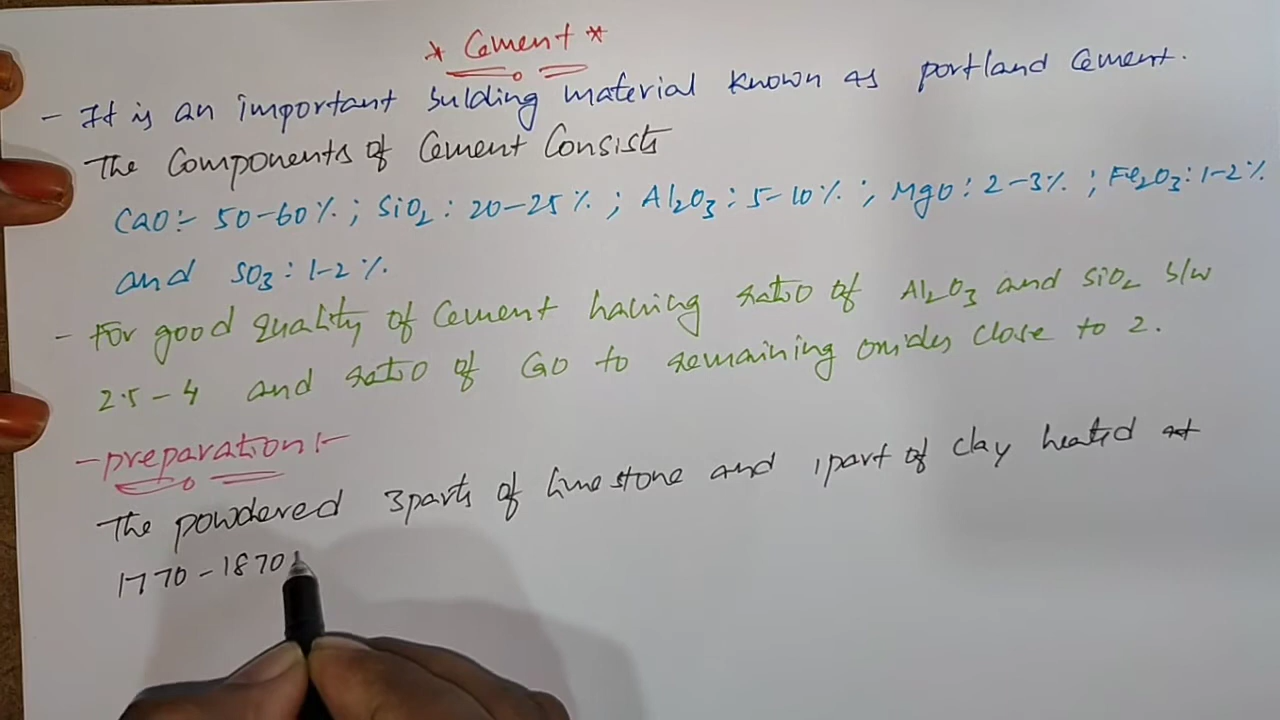 * Cement *
- It is an important bulding material known as portland Cement.
The Components of Cement Consists
CaO:- 50-60%; SiO₂: 20-25%; Al₂O₃: 5-10%; MgO: 2-3%; Fe₂O₃: 1-2%
and SO₃: 1-2%.
- For good quality of Cement having ratio of Al₂O₃ and SiO₂ b/w
2.5-4 and ratio of CaO to remaining oxides close to 2.
- preparation:-
The powdered 3parts of lime stone and 1part of clay heated at
1770-1870